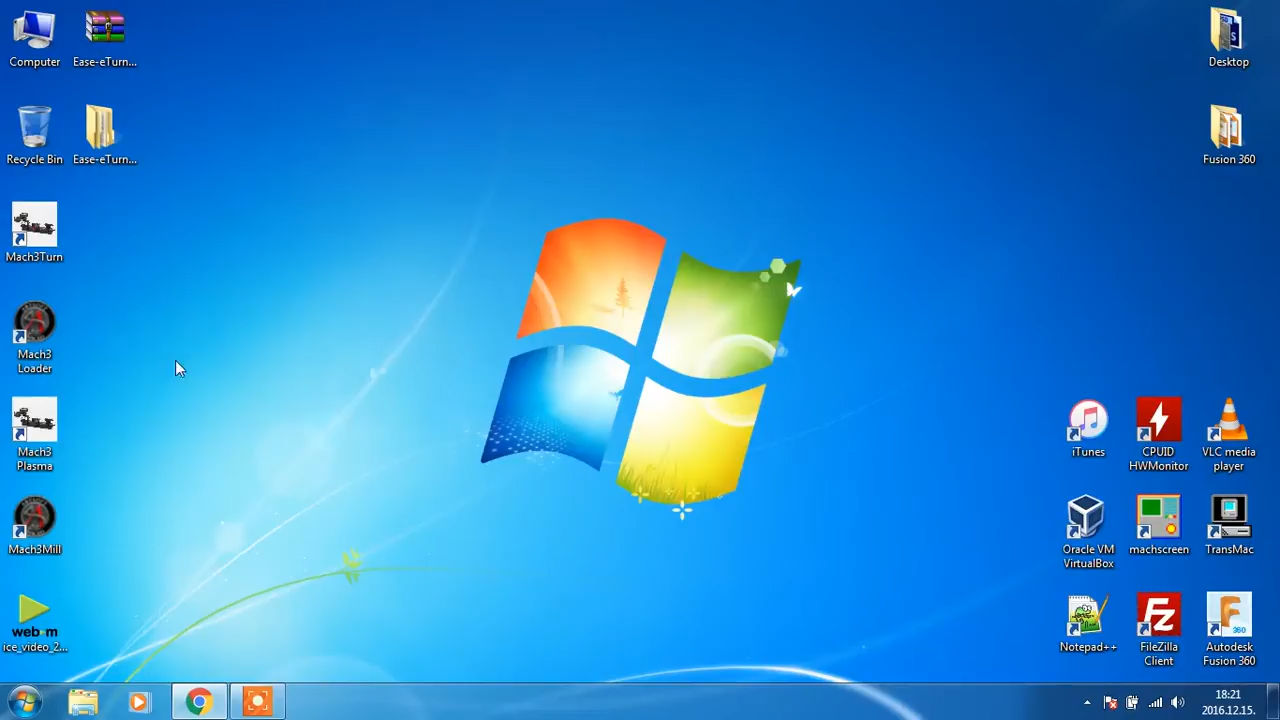 Computer
Ease-eTurn...
Desktop
Recycle Bin
Ease-eTurn...
Fusion 360
Mach3Turn
Mach3
Loader
Mach3
Plasma
iTunes
CPUID
HWMonitor
VLC media
player
Mach3Mill
Oracle VM
VirtualBox
machscreen
TransMac
webm
ice_video_2...
Notepad++
FileZilla
Client
360
Autodesk
Fusion 360
18:21
2016.12.15.